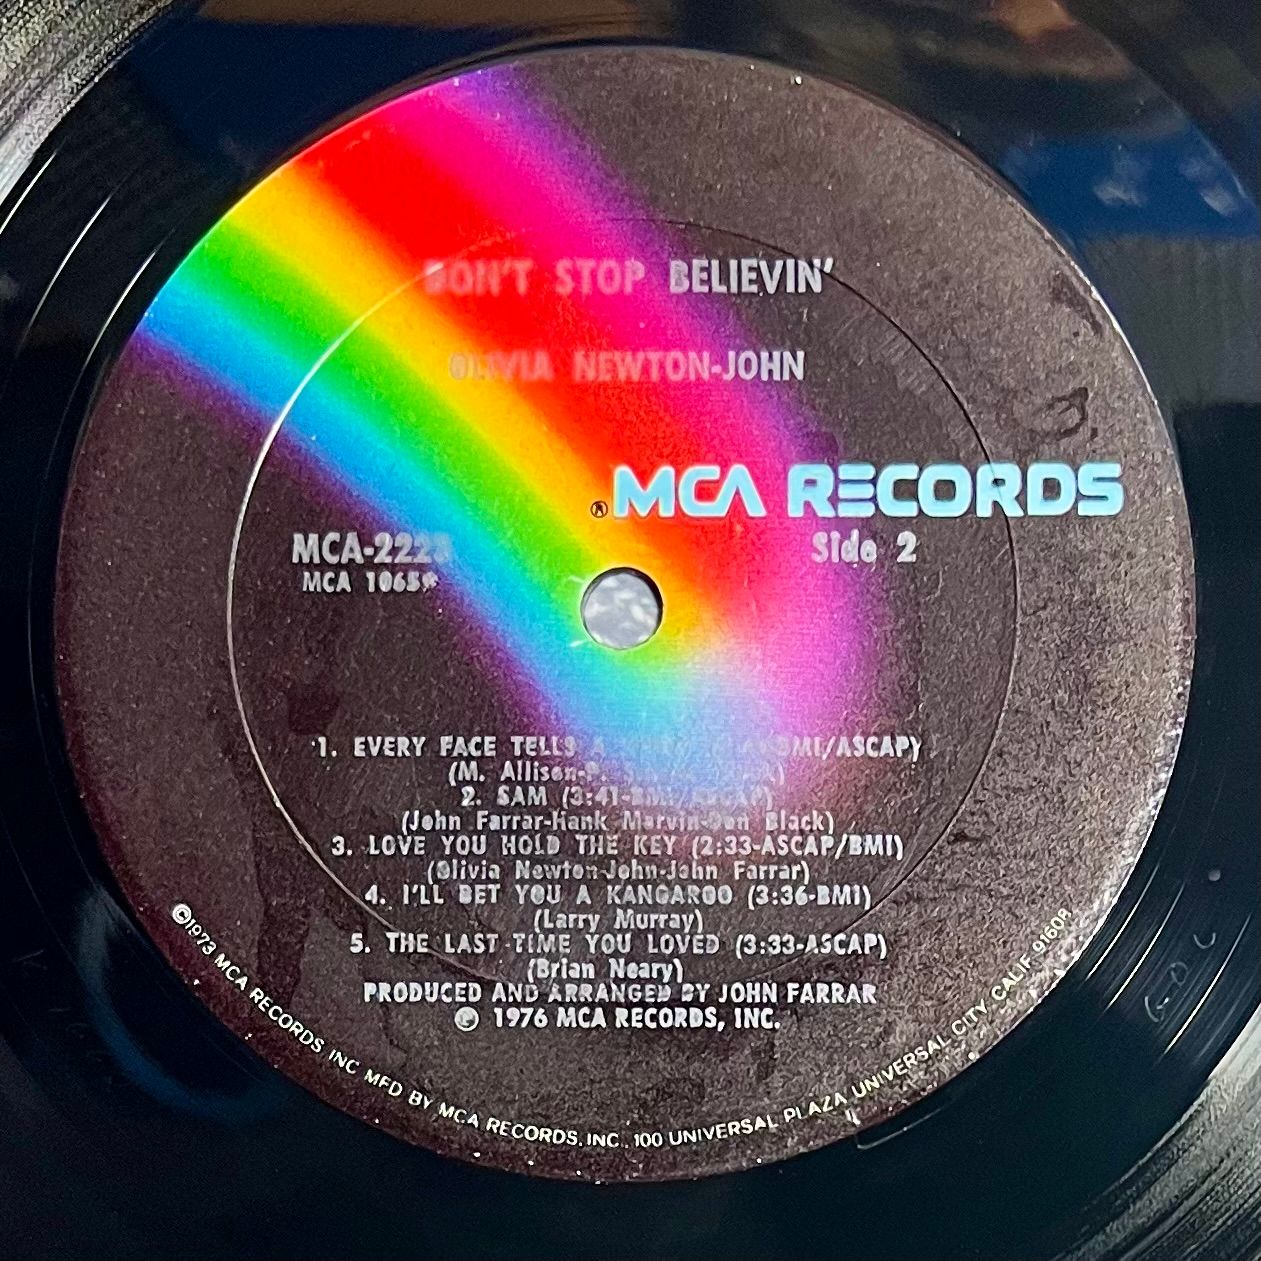 DON'T STOP BELIEVIN'
OLIVIA NEWTON-JOHN
® MCA RECORDS
MCA-2223
Side 2
MCA 1065*
1. EVERY FACE TELLS A (BMI/ASCAP)
(M. Allison-P.
2. SAM (3:41-BMI/ASCAP)
(John Farrar-Hank Marvin-Don Black)
3. LOVE YOU HOLD THE KEY (2:33-ASCAP/BMI)
(Olivia Newton-John-John Farrar)
4. I'LL BET YOU A KANGAROO (3:36-BMI)
(Larry Murray)
5. THE LAST TIME YOU LOVED (3:33-ASCAP)
(Brian Neary)
PRODUCED AND ARRANGED BY JOHN FARRAR
℗ 1976 MCA RECORDS, INC.
©1973 MCA RECORDS INC MFD BY MCA RECORDS, INC., 100 UNIVERSAL PLAZA UNIVERSAL CITY CALIF 91608